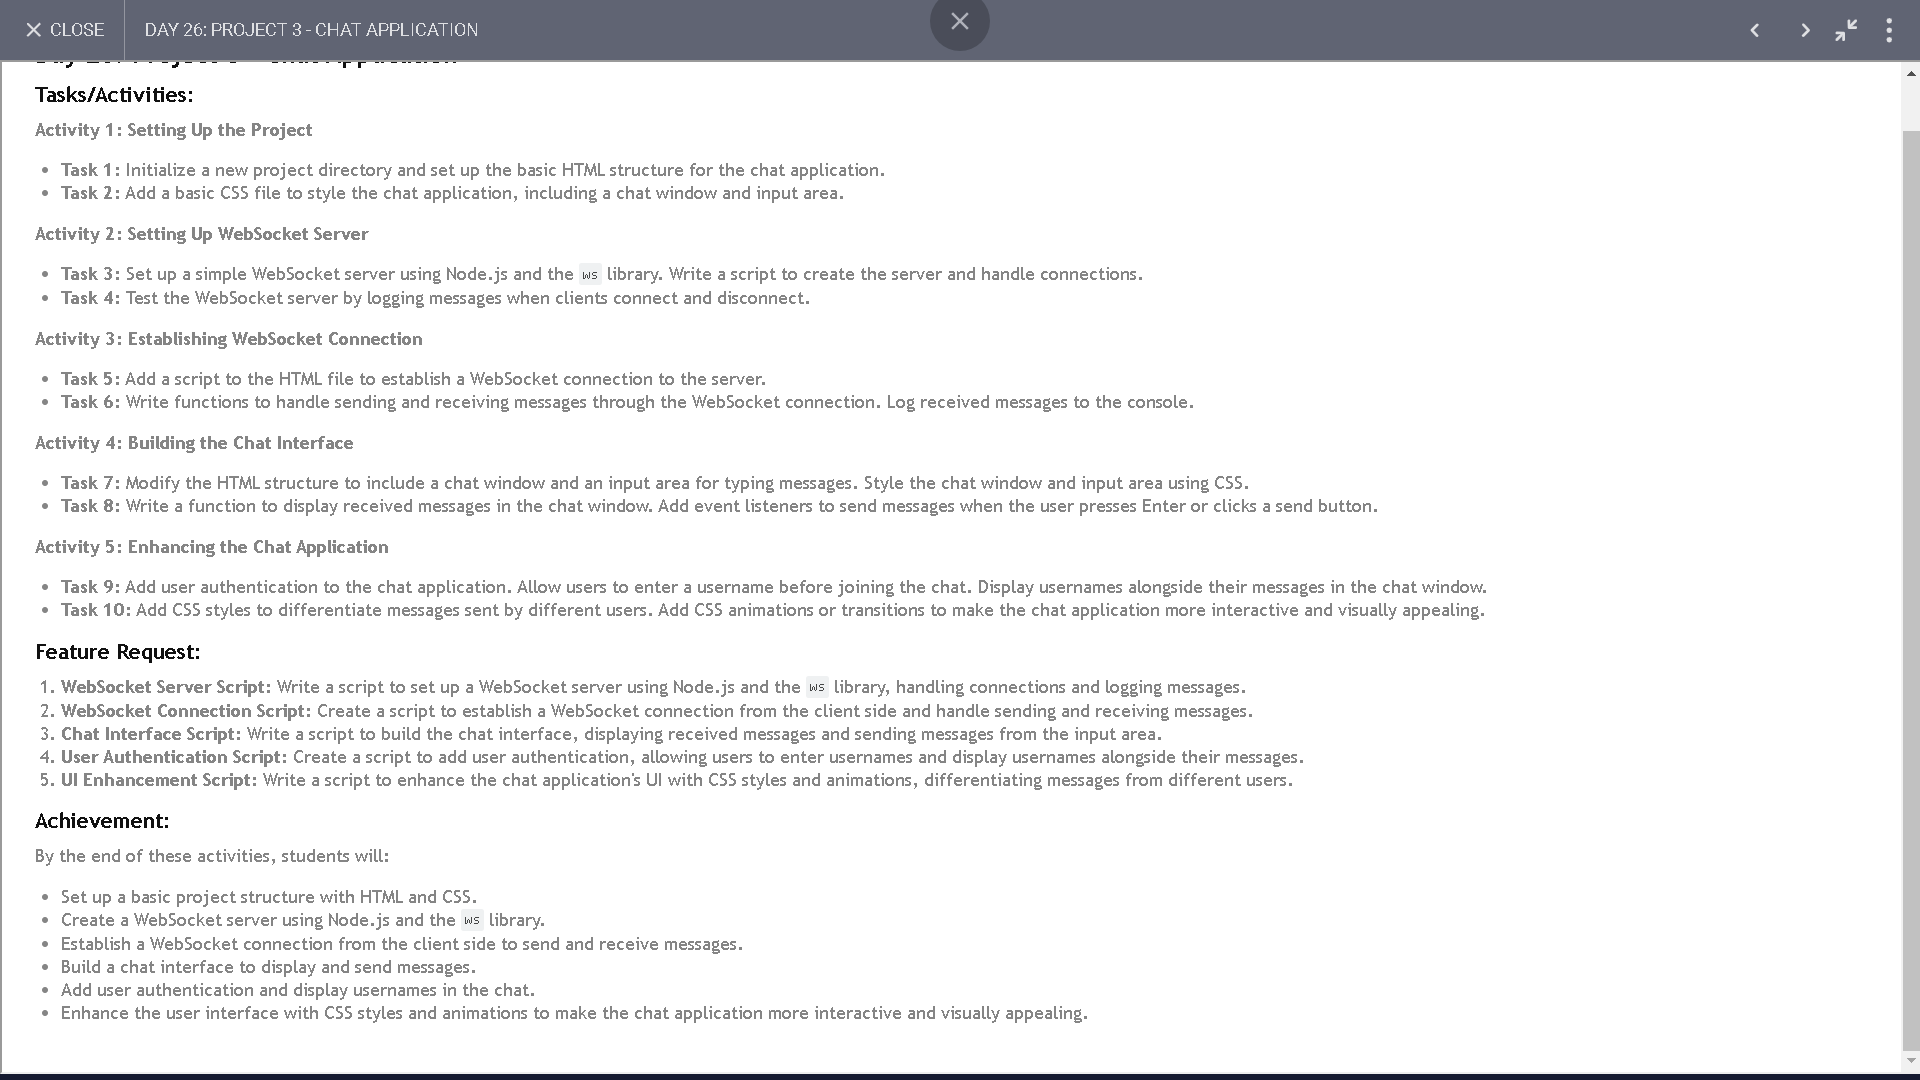 CLOSE
DAY 26: PROJECT 3 - CHAT APPLICATION
Day 26: Project 3 - Chat Application
Tasks/Activities:
Activity 1: Setting Up the Project
• Task 1: Initialize a new project directory and set up the basic HTML structure for the chat application.
• Task 2: Add a basic CSS file to style the chat application, including a chat window and input area.
Activity 2: Setting Up WebSocket Server
• Task 3: Set up a simple WebSocket server using Node.js and the ws library. Write a script to create the server and handle connections.
• Task 4: Test the WebSocket server by logging messages when clients connect and disconnect.
Activity 3: Establishing WebSocket Connection
• Task 5: Add a script to the HTML file to establish a WebSocket connection to the server.
• Task 6: Write functions to handle sending and receiving messages through the WebSocket connection. Log received messages to the console.
Activity 4: Building the Chat Interface
• Task 7: Modify the HTML structure to include a chat window and an input area for typing messages. Style the chat window and input area using CSS.
• Task 8: Write a function to display received messages in the chat window. Add event listeners to send messages when the user presses Enter or clicks a send button.
Activity 5: Enhancing the Chat Application
• Task 9: Add user authentication to the chat application. Allow users to enter a username before joining the chat. Display usernames alongside their messages in the chat window.
• Task 10: Add CSS styles to differentiate messages sent by different users. Add CSS animations or transitions to make the chat application more interactive and visually appealing.
Feature Request:
1. WebSocket Server Script: Write a script to set up a WebSocket server using Node.js and the ws library, handling connections and logging messages.
2. WebSocket Connection Script: Create a script to establish a WebSocket connection from the client side and handle sending and receiving messages.
3. Chat Interface Script: Write a script to build the chat interface, displaying received messages and sending messages from the input area.
4. User Authentication Script: Create a script to add user authentication, allowing users to enter usernames and display usernames alongside their messages.
5. UI Enhancement Script: Write a script to enhance the chat application's UI with CSS styles and animations, differentiating messages from different users.
Achievement:
By the end of these activities, students will:
• Set up a basic project structure with HTML and CSS.
• Create a WebSocket server using Node.js and the ws library.
• Establish a WebSocket connection from the client side to send and receive messages.
• Build a chat interface to display and send messages.
• Add user authentication and display usernames in the chat.
• Enhance the user interface with CSS styles and animations to make the chat application more interactive and visually appealing.